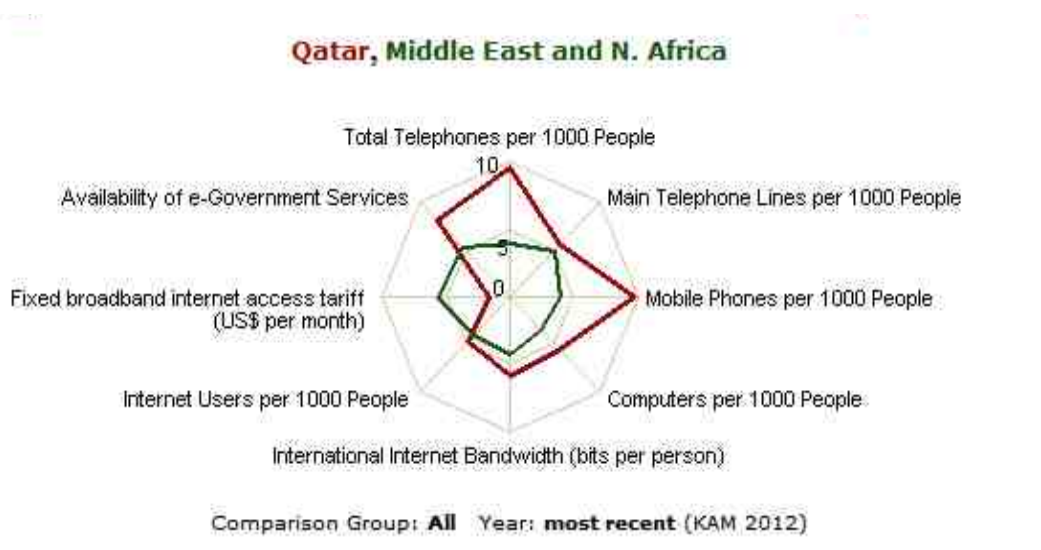 Qatar, Middle East and N. Africa
Total Telephones per 1000 People
10
Availability of e-Government Services
Main Telephone Lines per 1000 People
5
0
Fixed broadband internet access tariff
(US$ per month)
Mobile Phones per 1000 People
Internet Users per 1000 People
Computers per 1000 People
International Internet Bandwidth (bits per person)
Comparison Group: All Year: most recent (KAM 2012)